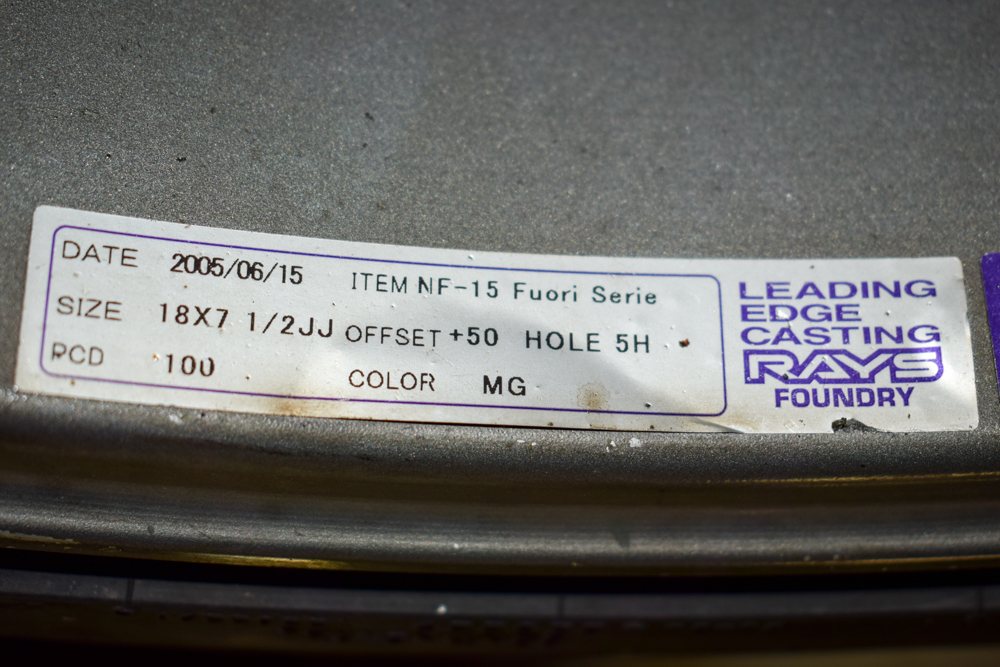 DATE 2005/06/15 ITEM NF-15 Fuori Serie
SIZE 18X7 1/2JJ OFFSET +50 HOLE 5H
PCD 100 COLOR MG
LEADING
EDGE
CASTING
RAYS
FOUNDRY